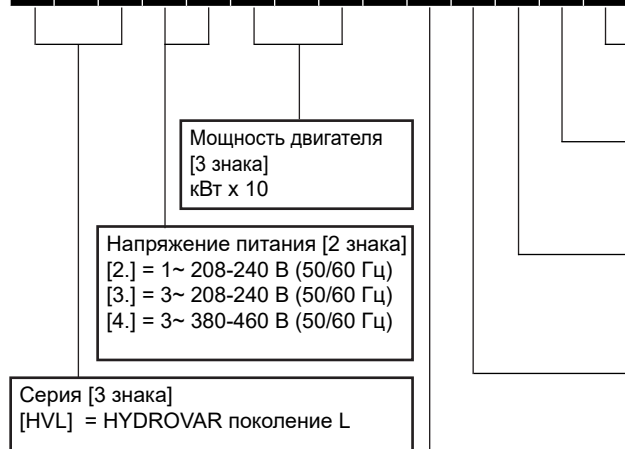 Мощность двигателя
[3 знака]
кВт x 10
Напряжение питания [2 знака]
[2.] = 1~ 208-240 В (50/60 Гц)
[3.] = 3~ 208-240 В (50/60 Гц)
[4.] = 3~ 380-460 В (50/60 Гц)
Серия [3 знака]
[HVL] = HYDROVAR поколение L